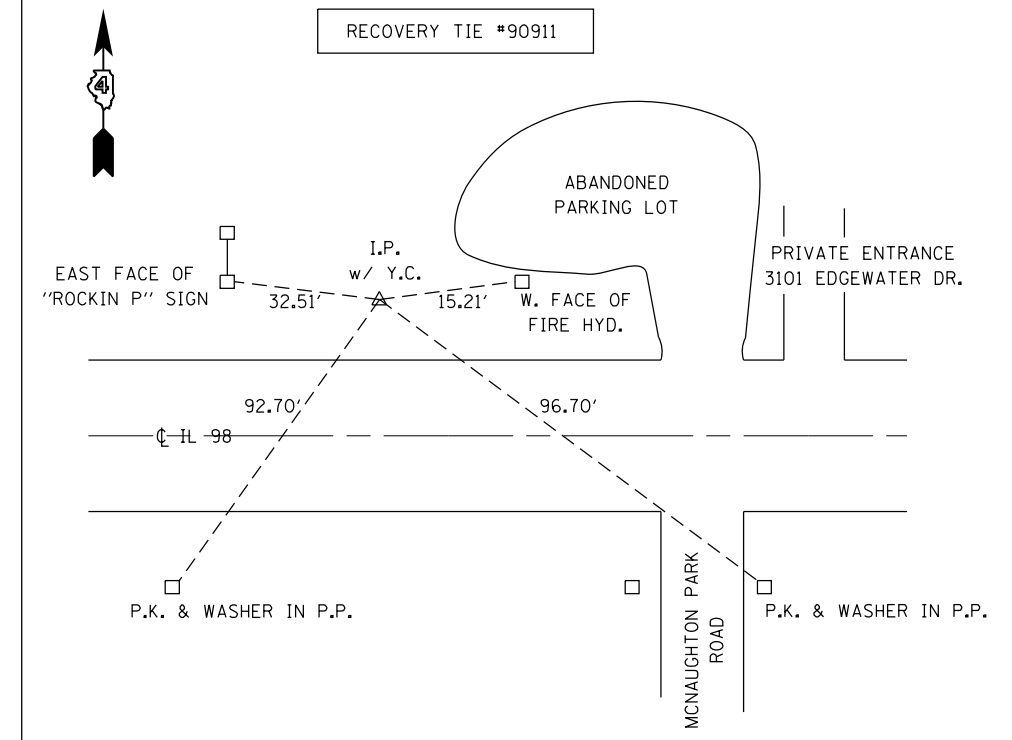 RECOVERY TIE #90911
4
ABANDONED
PARKING LOT
I.P.
w/ Y.C.
EAST FACE OF
"ROCKIN P" SIGN
32.51'
15.21'
W. FACE OF
FIRE HYD.
PRIVATE ENTRANCE
3101 EDGEWATER DR.
92.70'
96.70'
℄ IL 98
P.K. & WASHER IN P.P.
MCNAUGHTON PARK
ROAD
P.K. & WASHER IN P.P.